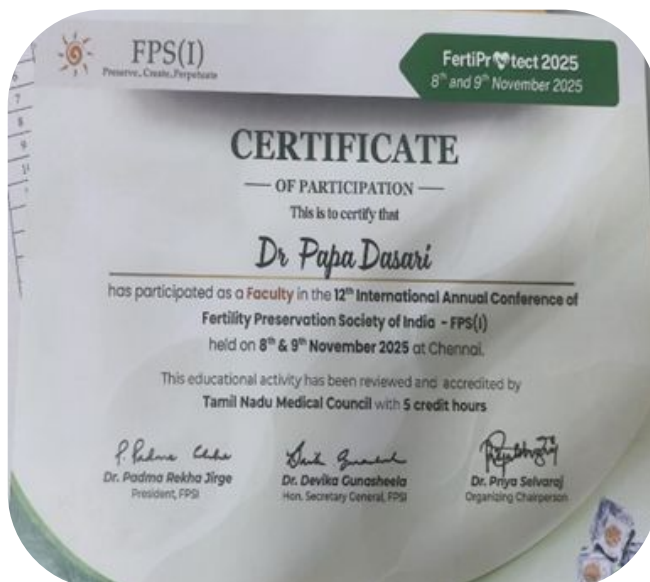 FPS(I)
Preserve, Create, Perpetuate
FertiPr tect 2025
8th and 9th November 2025
CERTIFICATE
OF PARTICIPATION
This is to certify that
Dr Papa Dasari
has participated as a Faculty in the 12th International Annual Conference of
Fertility Preservation Society of India - FPS(I)
held on 8th & 9th November 2025 at Chennai.
This educational activity has been reviewed and accredited by
Tamil Nadu Medical Council with 5 credit hours
Dr. Padma Rekha Jirge
President, FPSI
Dr. Devika Gunasheela
Hon. Secretary General, FPSI
Dr. Priya Selvaraj
Organizing Chairperson